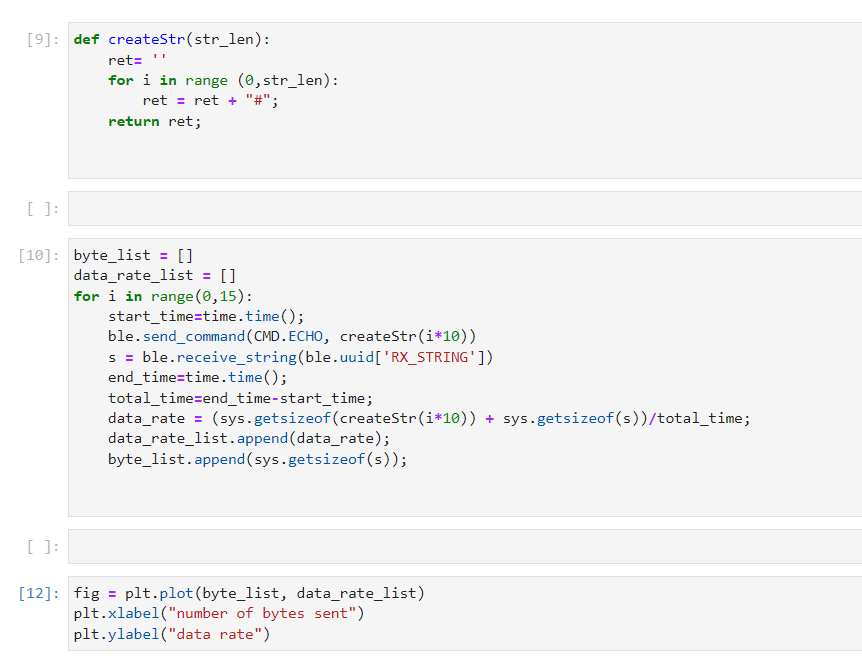 [9]: def createStr(str_len):
    ret= ''
    for i in range (0,str_len):
        ret = ret + "#";
    return ret;
[ ]:
[10]: byte_list = []
data_rate_list = []
for i in range(0,15):
    start_time=time.time();
    ble.send_command(CMD.ECHO, createStr(i*10))
    s = ble.receive_string(ble.uuid['RX_STRING'])
    end_time=time.time();
    total_time=end_time-start_time;
    data_rate = (sys.getsizeof(createStr(i*10)) + sys.getsizeof(s))/total_time;
    data_rate_list.append(data_rate);
    byte_list.append(sys.getsizeof(s));
[ ]:
[12]: fig = plt.plot(byte_list, data_rate_list)
plt.xlabel("number of bytes sent")
plt.ylabel("data rate")